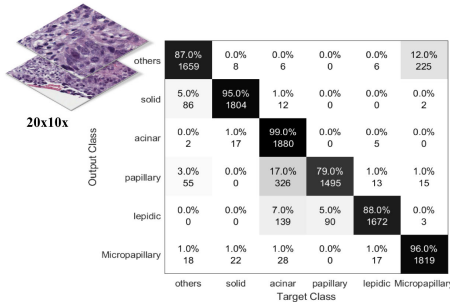 20x10x
Output Class
others 87.0% 0.0% 0.0% 0.0% 0.0% 12.0%
1659 8 6 0 6 225
solid 5.0% 95.0% 1.0% 0.0% 0.0% 0.0%
86 1804 12 0 0 2
acinar 0.0% 1.0% 99.0% 0.0% 0.0% 0.0%
2 17 1880 0 5 0
papillary 3.0% 0.0% 17.0% 79.0% 1.0% 1.0%
55 0 326 1495 13 15
lepidic 0.0% 0.0% 7.0% 5.0% 88.0% 0.0%
0 0 139 90 1672 3
Micropapillary 1.0% 1.0% 1.0% 0.0% 1.0% 96.0%
18 22 28 0 17 1819
others solid acinar papillary lepidic Micropapillary
Target Class